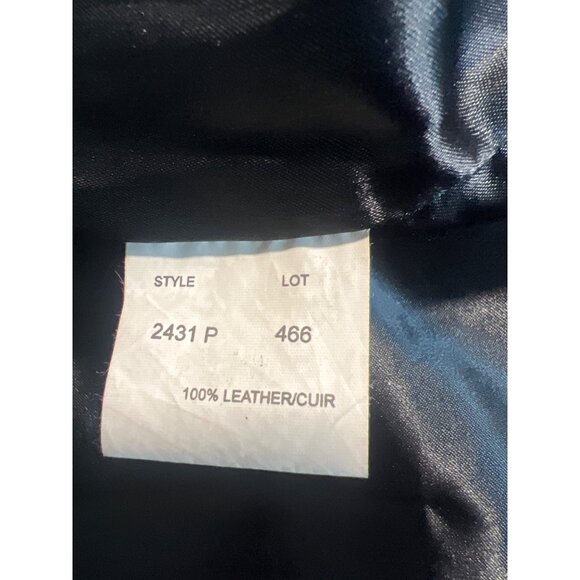 STYLE LOT
2431 P 466
100% LEATHER/CUIR